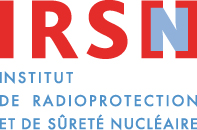 IRSN
INSTITUT
DE RADIOPROTECTION
ET DE SÛRETÉ NUCLÉAIRE